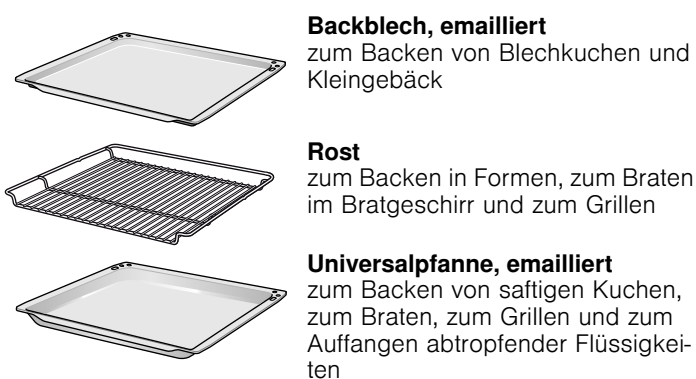 Backblech, emailliert
zum Backen von Blechkuchen und
Kleingebäck
Rost
zum Backen in Formen, zum Braten
im Bratgeschirr und zum Grillen
Universalpfanne, emailliert
zum Backen von saftigen Kuchen,
zum Braten, zum Grillen und zum
Auffangen abtropfender Flüssigkei-
ten